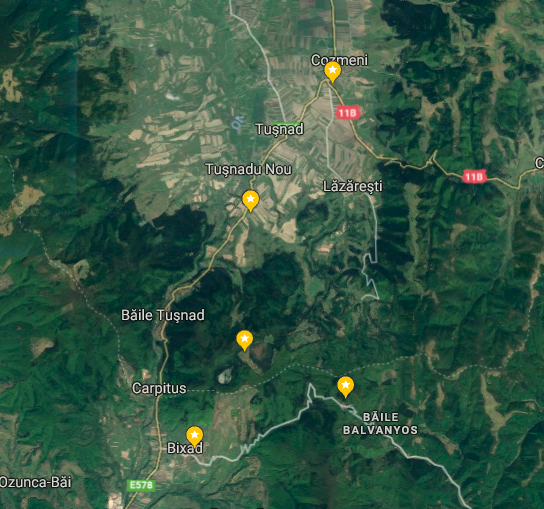 Cozmeni
11B
Tuşnad
Tuşnadu Nou
11B
Lăzăreşti
Băile Tuşnad
Carpitus
BĂILE
BALVANYOS
Bixad
Ozunca-Băi
E578